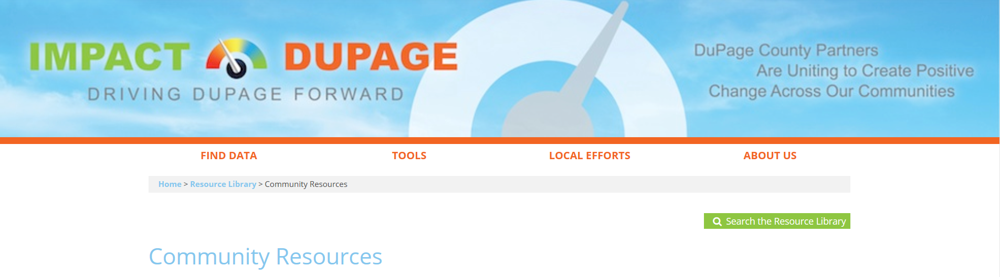 IMPACT DUPAGE
DRIVING DUPAGE FORWARD
DuPage County Partners
Are Uniting to Create Positive
Change Across Our Communities
FIND DATA TOOLS LOCAL EFFORTS ABOUT US
Home > Resource Library > Community Resources
Search the Resource Library
Community Resources